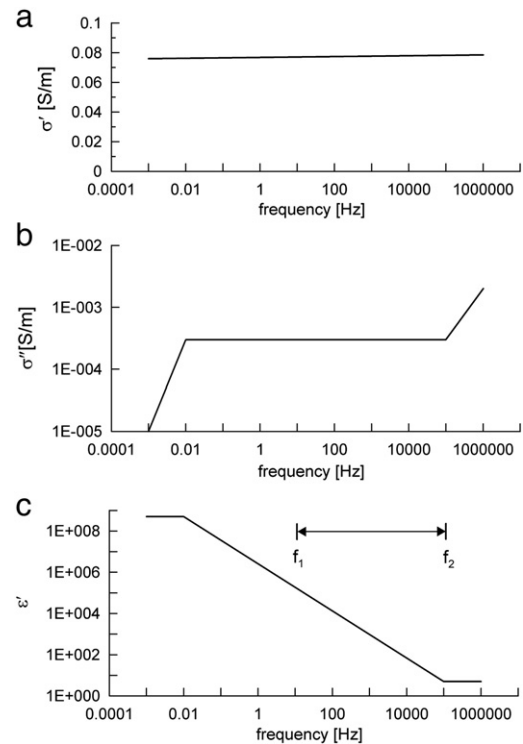 a
0.1
0.08
0.06
0.04
0.02
0
σ′ [S/m]
0.0001 0.01 1 100 10000 1000000
frequency [Hz]
b
1E-002
1E-003
1E-004
1E-005
σ″[S/m]
0.0001 0.01 1 100 10000 1000000
frequency [Hz]
c
1E+008
1E+006
1E+004
1E+002
1E+000
ε′
f₁ f₂
0.0001 0.01 1 100 10000 1000000
frequency [Hz]